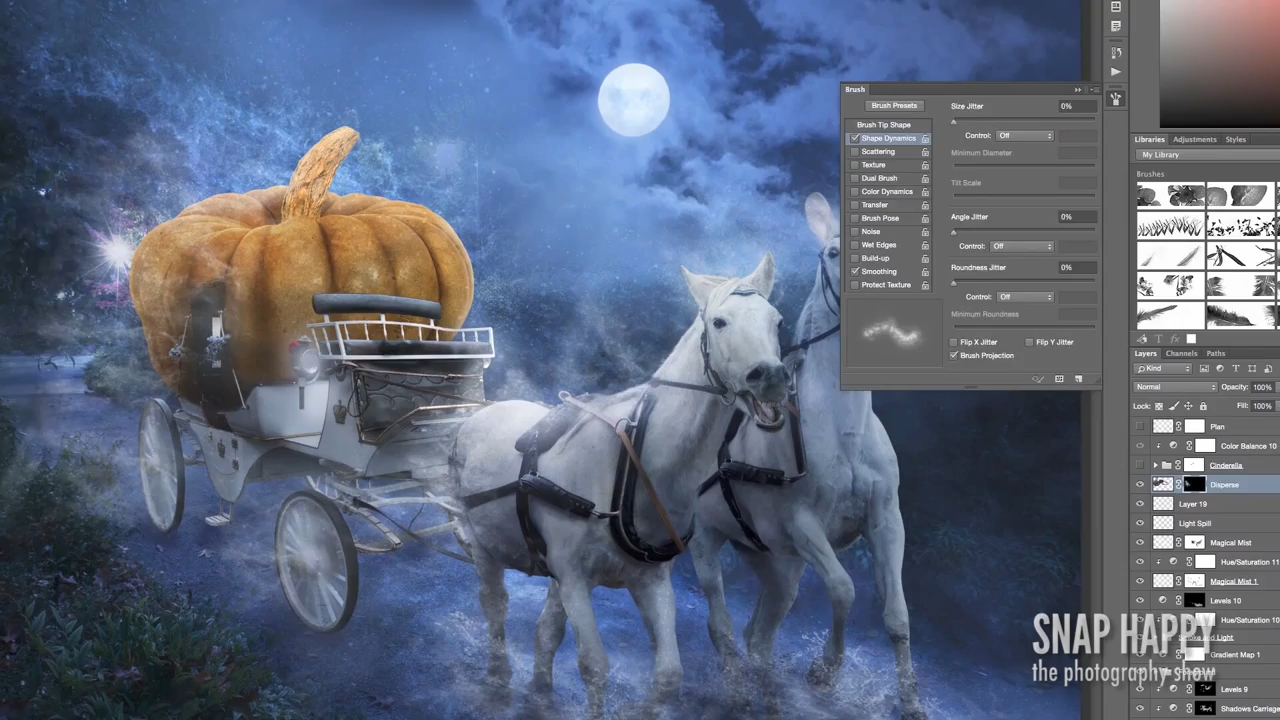 Brush
Brush Presets
Size Jitter
0%
Brush Tip Shape
Shape Dynamics
Control: Off
Scattering
Minimum Diameter
Texture
Dual Brush
Tilt Scale
Color Dynamics
Transfer
Brush Pose
Angle Jitter
0%
Noise
Wet Edges
Control: Off
Build-up
Smoothing
Roundness Jitter
0%
Protect Texture
Control: Off
Minimum Roundness
Flip X Jitter
Flip Y Jitter
Brush Projection
Libraries Adjustments Styles
My Library
Brushes
Layers Channels Paths
Kind
Normal Opacity: 100%
Lock: Fill: 100%
Plan
Color Balance 10
Cinderella
Disperse
Layer 19
Light Spill
Magical Mist
Hue/Saturation 11
Magical Mist 1
Levels 10
Hue/Saturation 10
Smoke and Light
Gradient Map 1
Levels 9
Shadows Carriage
SNAP HAPPY
the photography show